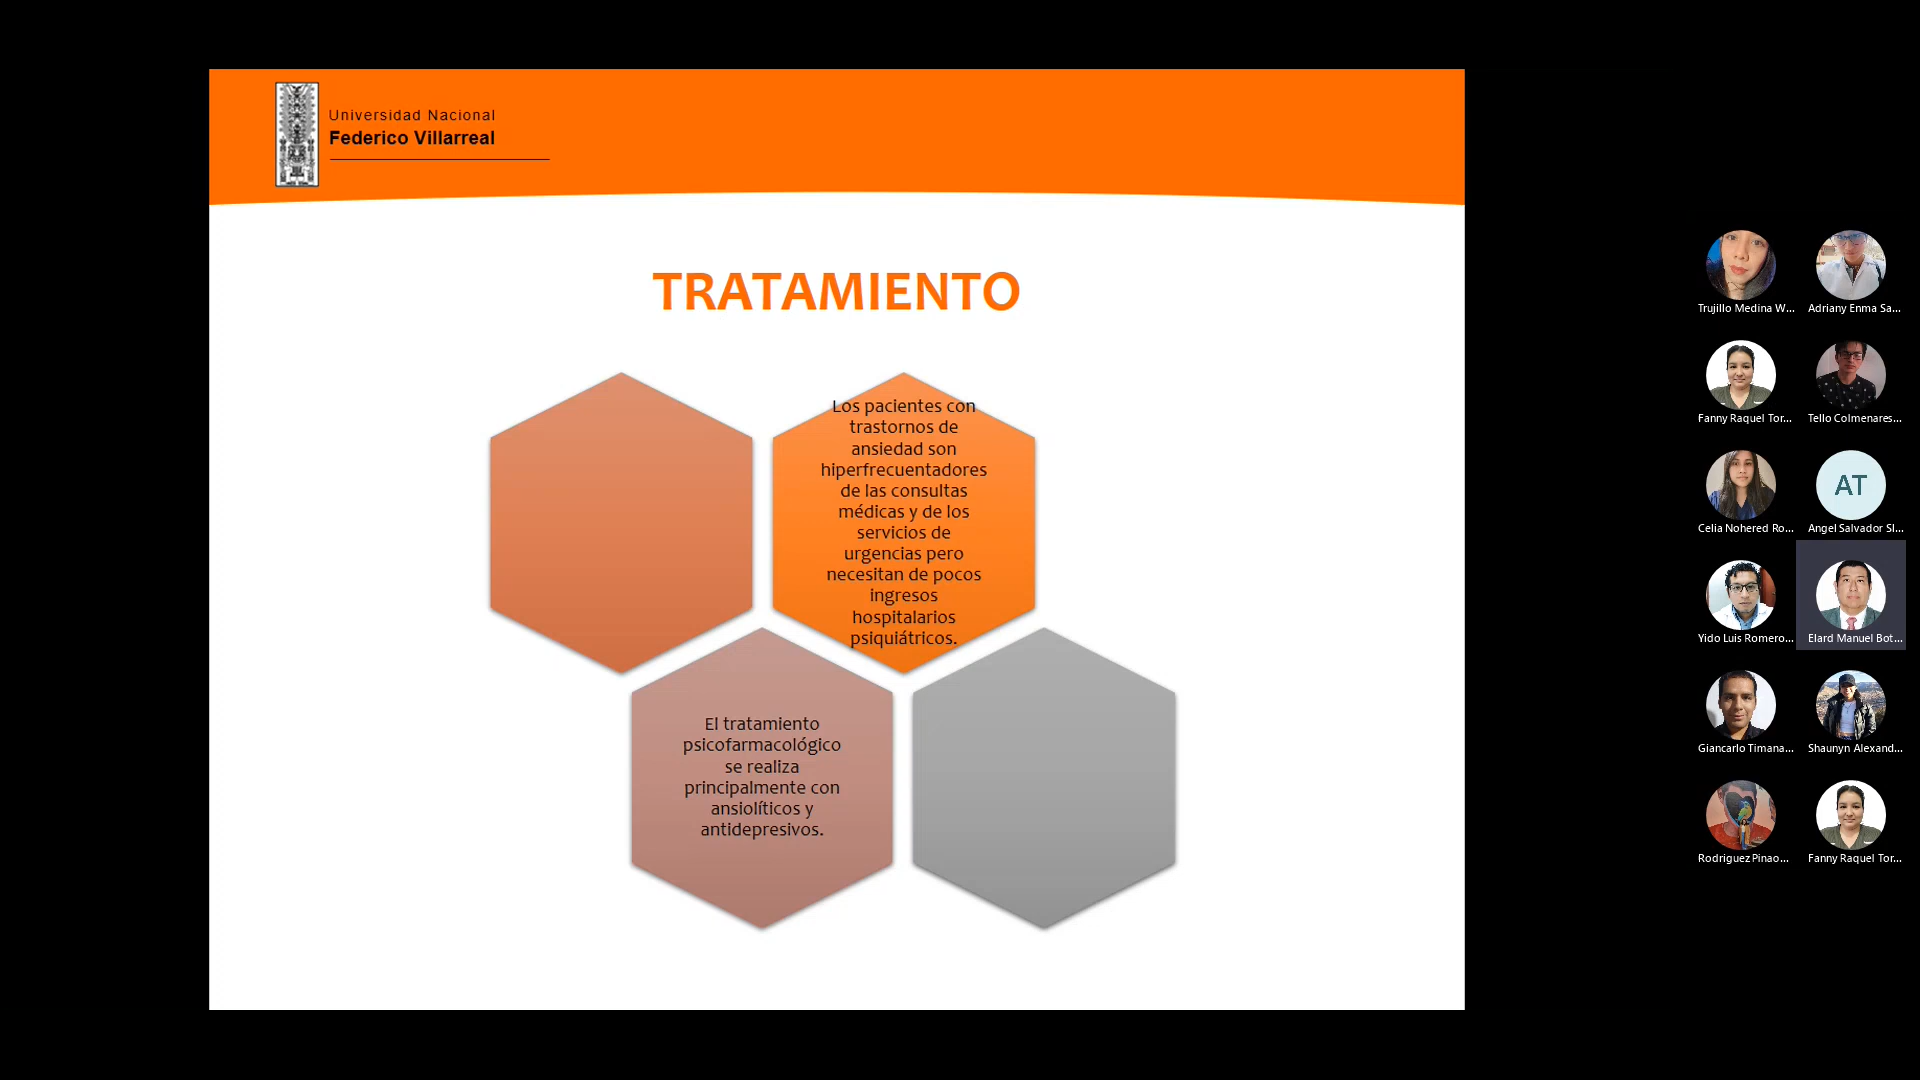 Universidad Nacional
Federico Villarreal
TRATAMIENTO
Los pacientes con
trastornos de
ansiedad son
hiperfrecuentadores
de las consultas
médicas y de los
servicios de
urgencias pero
necesitan de pocos
ingresos
hospitalarios
psiquiátricos.
El tratamiento
psicofarmacológico
se realiza
principalmente con
ansiolíticos y
antidepresivos.
Trujillo Medina W...
Adriany Enma Sa...
Fanny Raquel Tor...
Tello Colmenares...
Celia Nohered Ro...
AT
Angel Salvador Sl...
Yido Luis Romero...
Elard Manuel Bot...
Giancarlo Timana...
Shaunyn Alexand...
Rodriguez Pinao...
Fanny Raquel Tor...